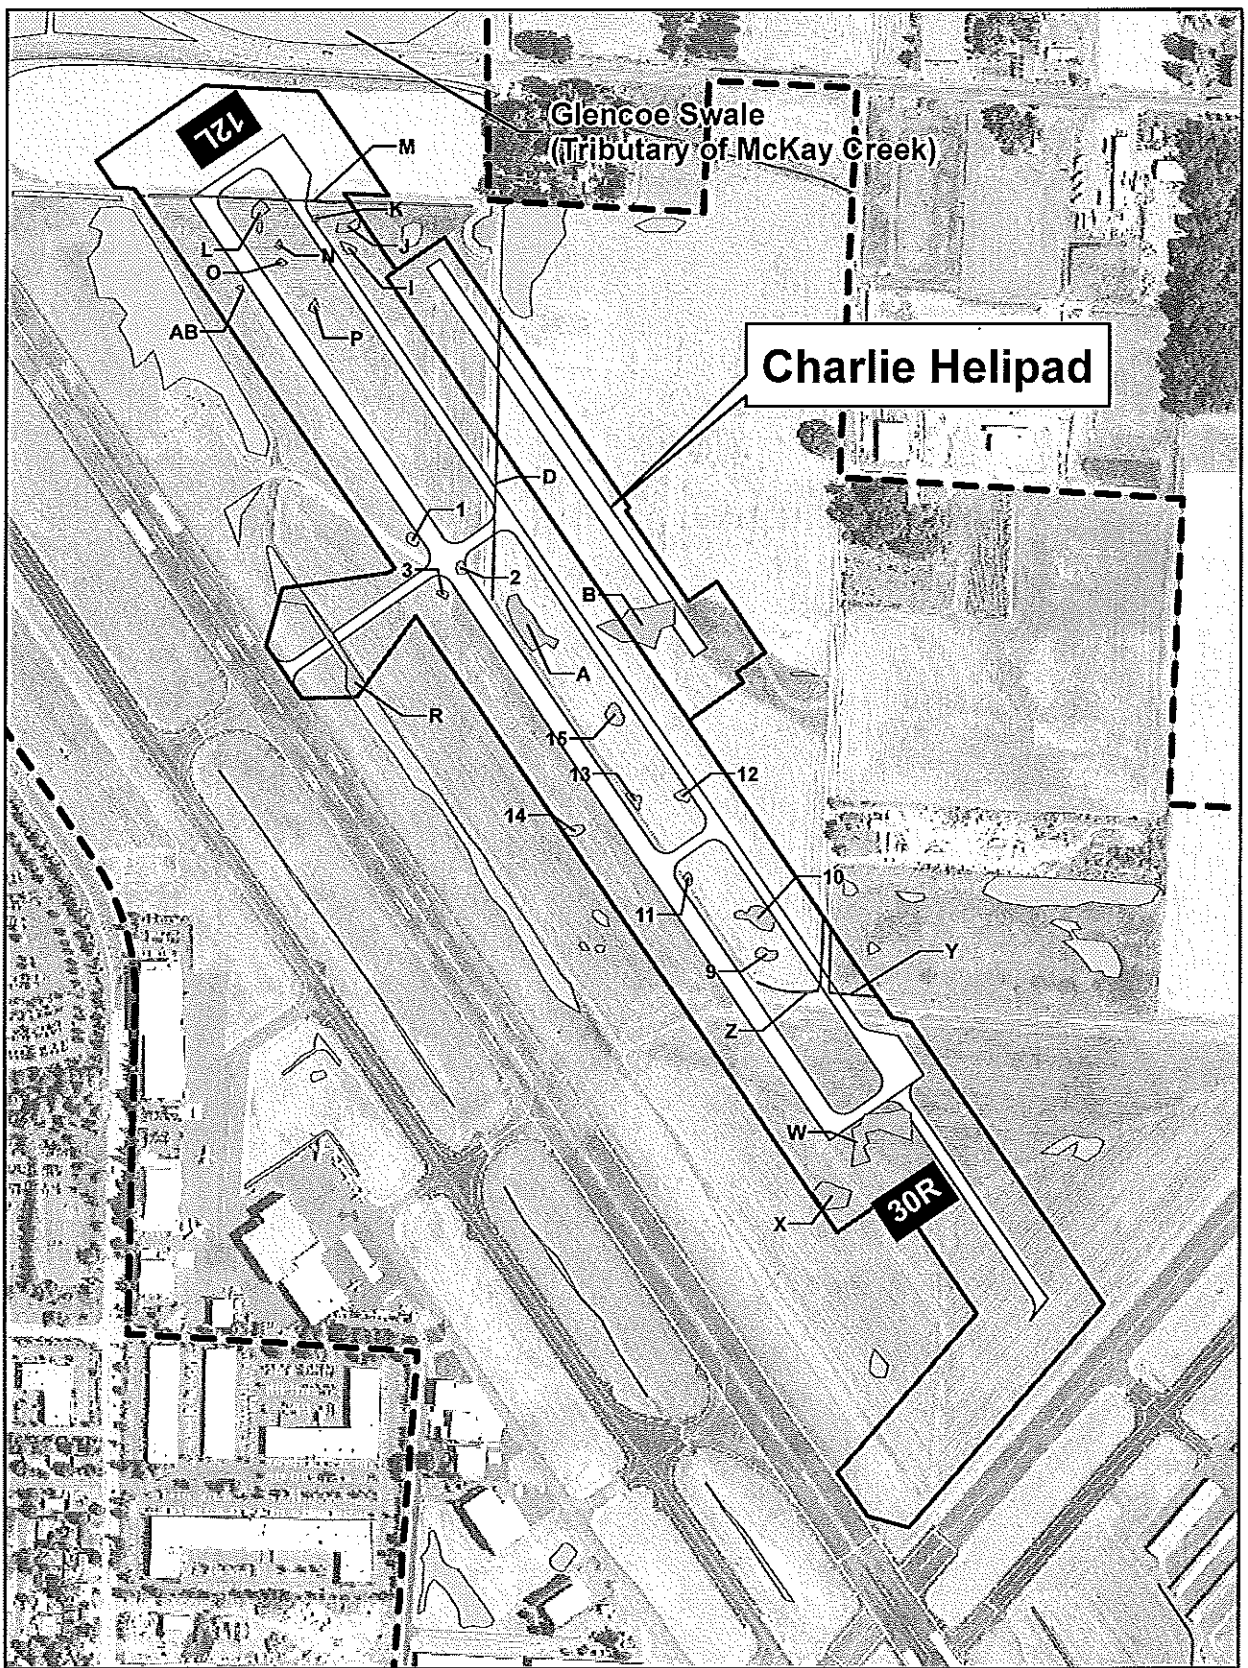 12L
Glencoe Swale
(Tributary of McKay Creek)
M
K
L
N
J
O
I
AB
P
Charlie Helipad
D
1
3
2
B
A
R
15
13
12
14
10
11
9
Y
Z
W
30R
X